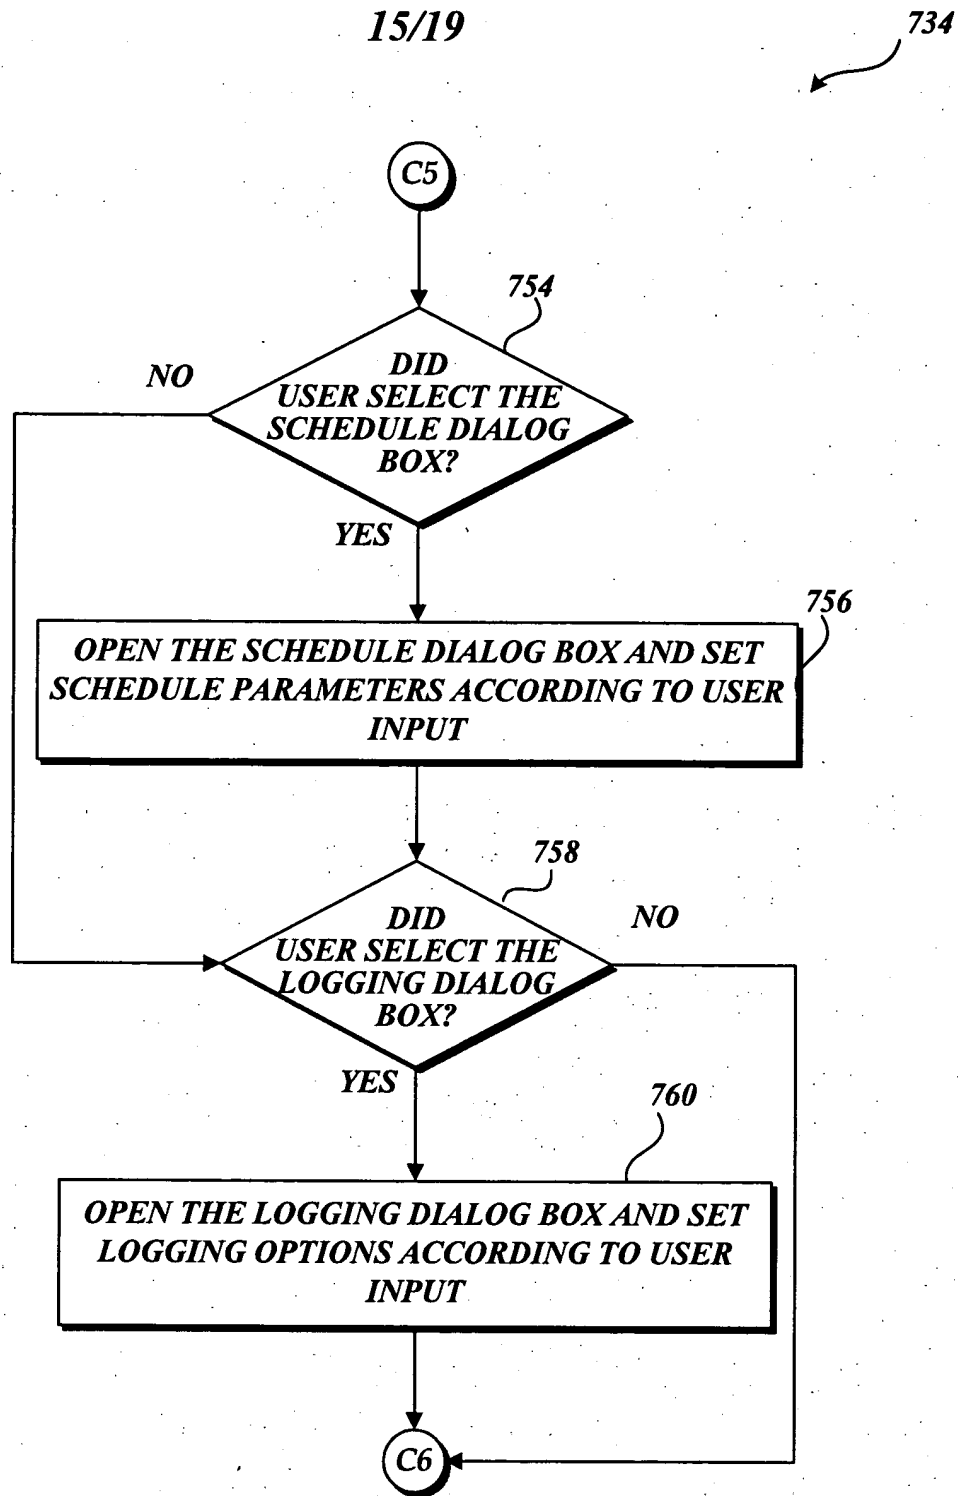 15/19
734
C5
754
NO
DID
USER SELECT THE
SCHEDULE DIALOG
BOX?
YES
756
OPEN THE SCHEDULE DIALOG BOX AND SET
SCHEDULE PARAMETERS ACCORDING TO USER
INPUT
758
DID
USER SELECT THE
LOGGING DIALOG
BOX?
NO
YES
760
OPEN THE LOGGING DIALOG BOX AND SET
LOGGING OPTIONS ACCORDING TO USER
INPUT
C6